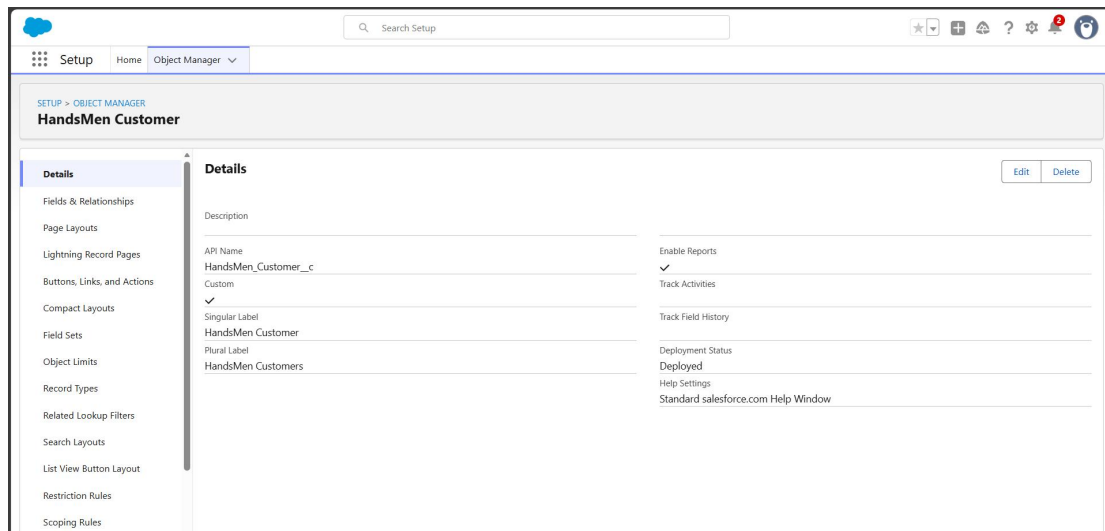 Search Setup
2
Setup Home Object Manager
SETUP > OBJECT MANAGER
HandsMen Customer
Details
Fields & Relationships
Page Layouts
Lightning Record Pages
Buttons, Links, and Actions
Compact Layouts
Field Sets
Object Limits
Record Types
Related Lookup Filters
Search Layouts
List View Button Layout
Restriction Rules
Scoping Rules
Details
Edit Delete
Description
API Name
HandsMen_Customer__c
Custom
Singular Label
HandsMen Customer
Plural Label
HandsMen Customers
Enable Reports
Track Activities
Track Field History
Deployment Status
Deployed
Help Settings
Standard salesforce.com Help Window